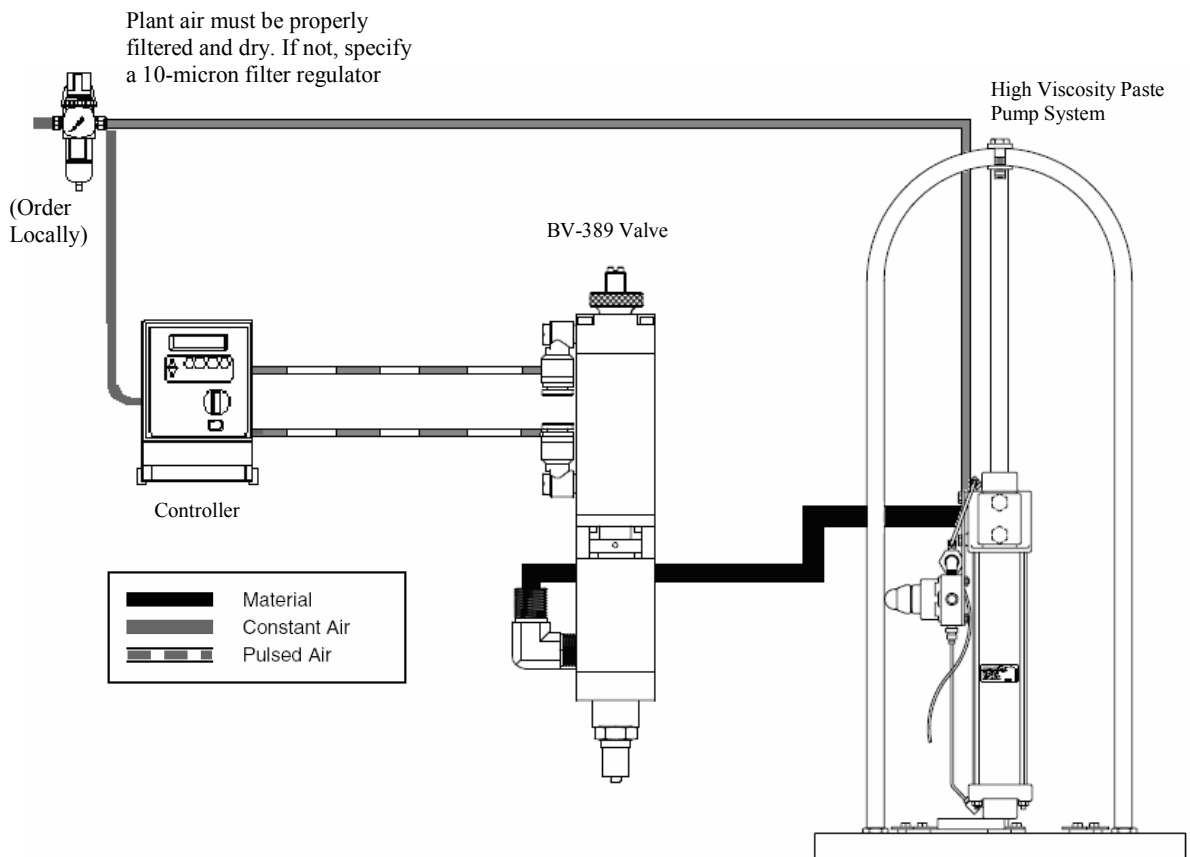 Plant air must be properly
filtered and dry. If not, specify
a 10-micron filter regulator
High Viscosity Paste
Pump System
(Order
Locally)
BV-389 Valve
Controller
Material
Constant Air
Pulsed Air